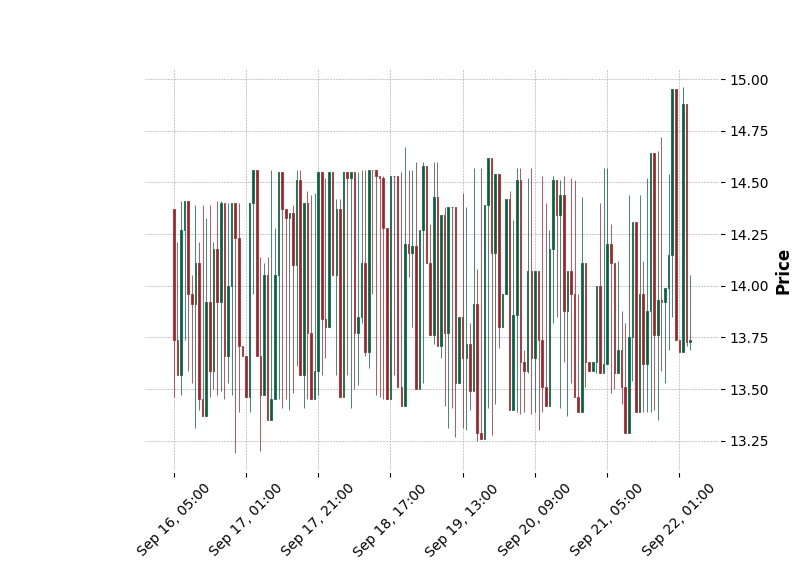 15.00
14.75
14.50
14.25
14.00
13.75
13.50
13.25
Price
Sep 16, 05:00
Sep 17, 01:00
Sep 17, 21:00
Sep 18, 17:00
Sep 19, 13:00
Sep 20, 09:00
Sep 21, 05:00
Sep 22, 01:00